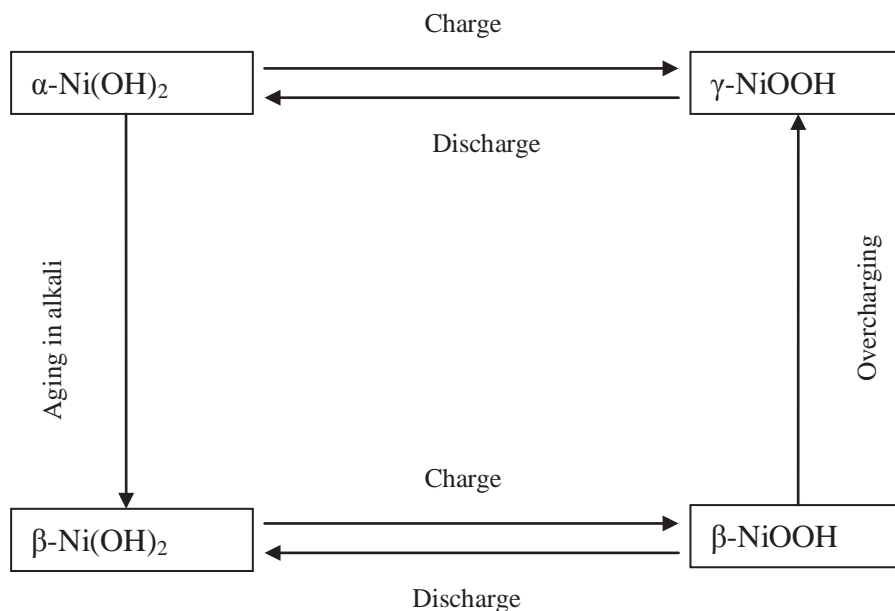 Charge
α-Ni(OH)₂
γ-NiOOH
Discharge
Aging in alkali
Overcharging
Charge
β-Ni(OH)₂
β-NiOOH
Discharge